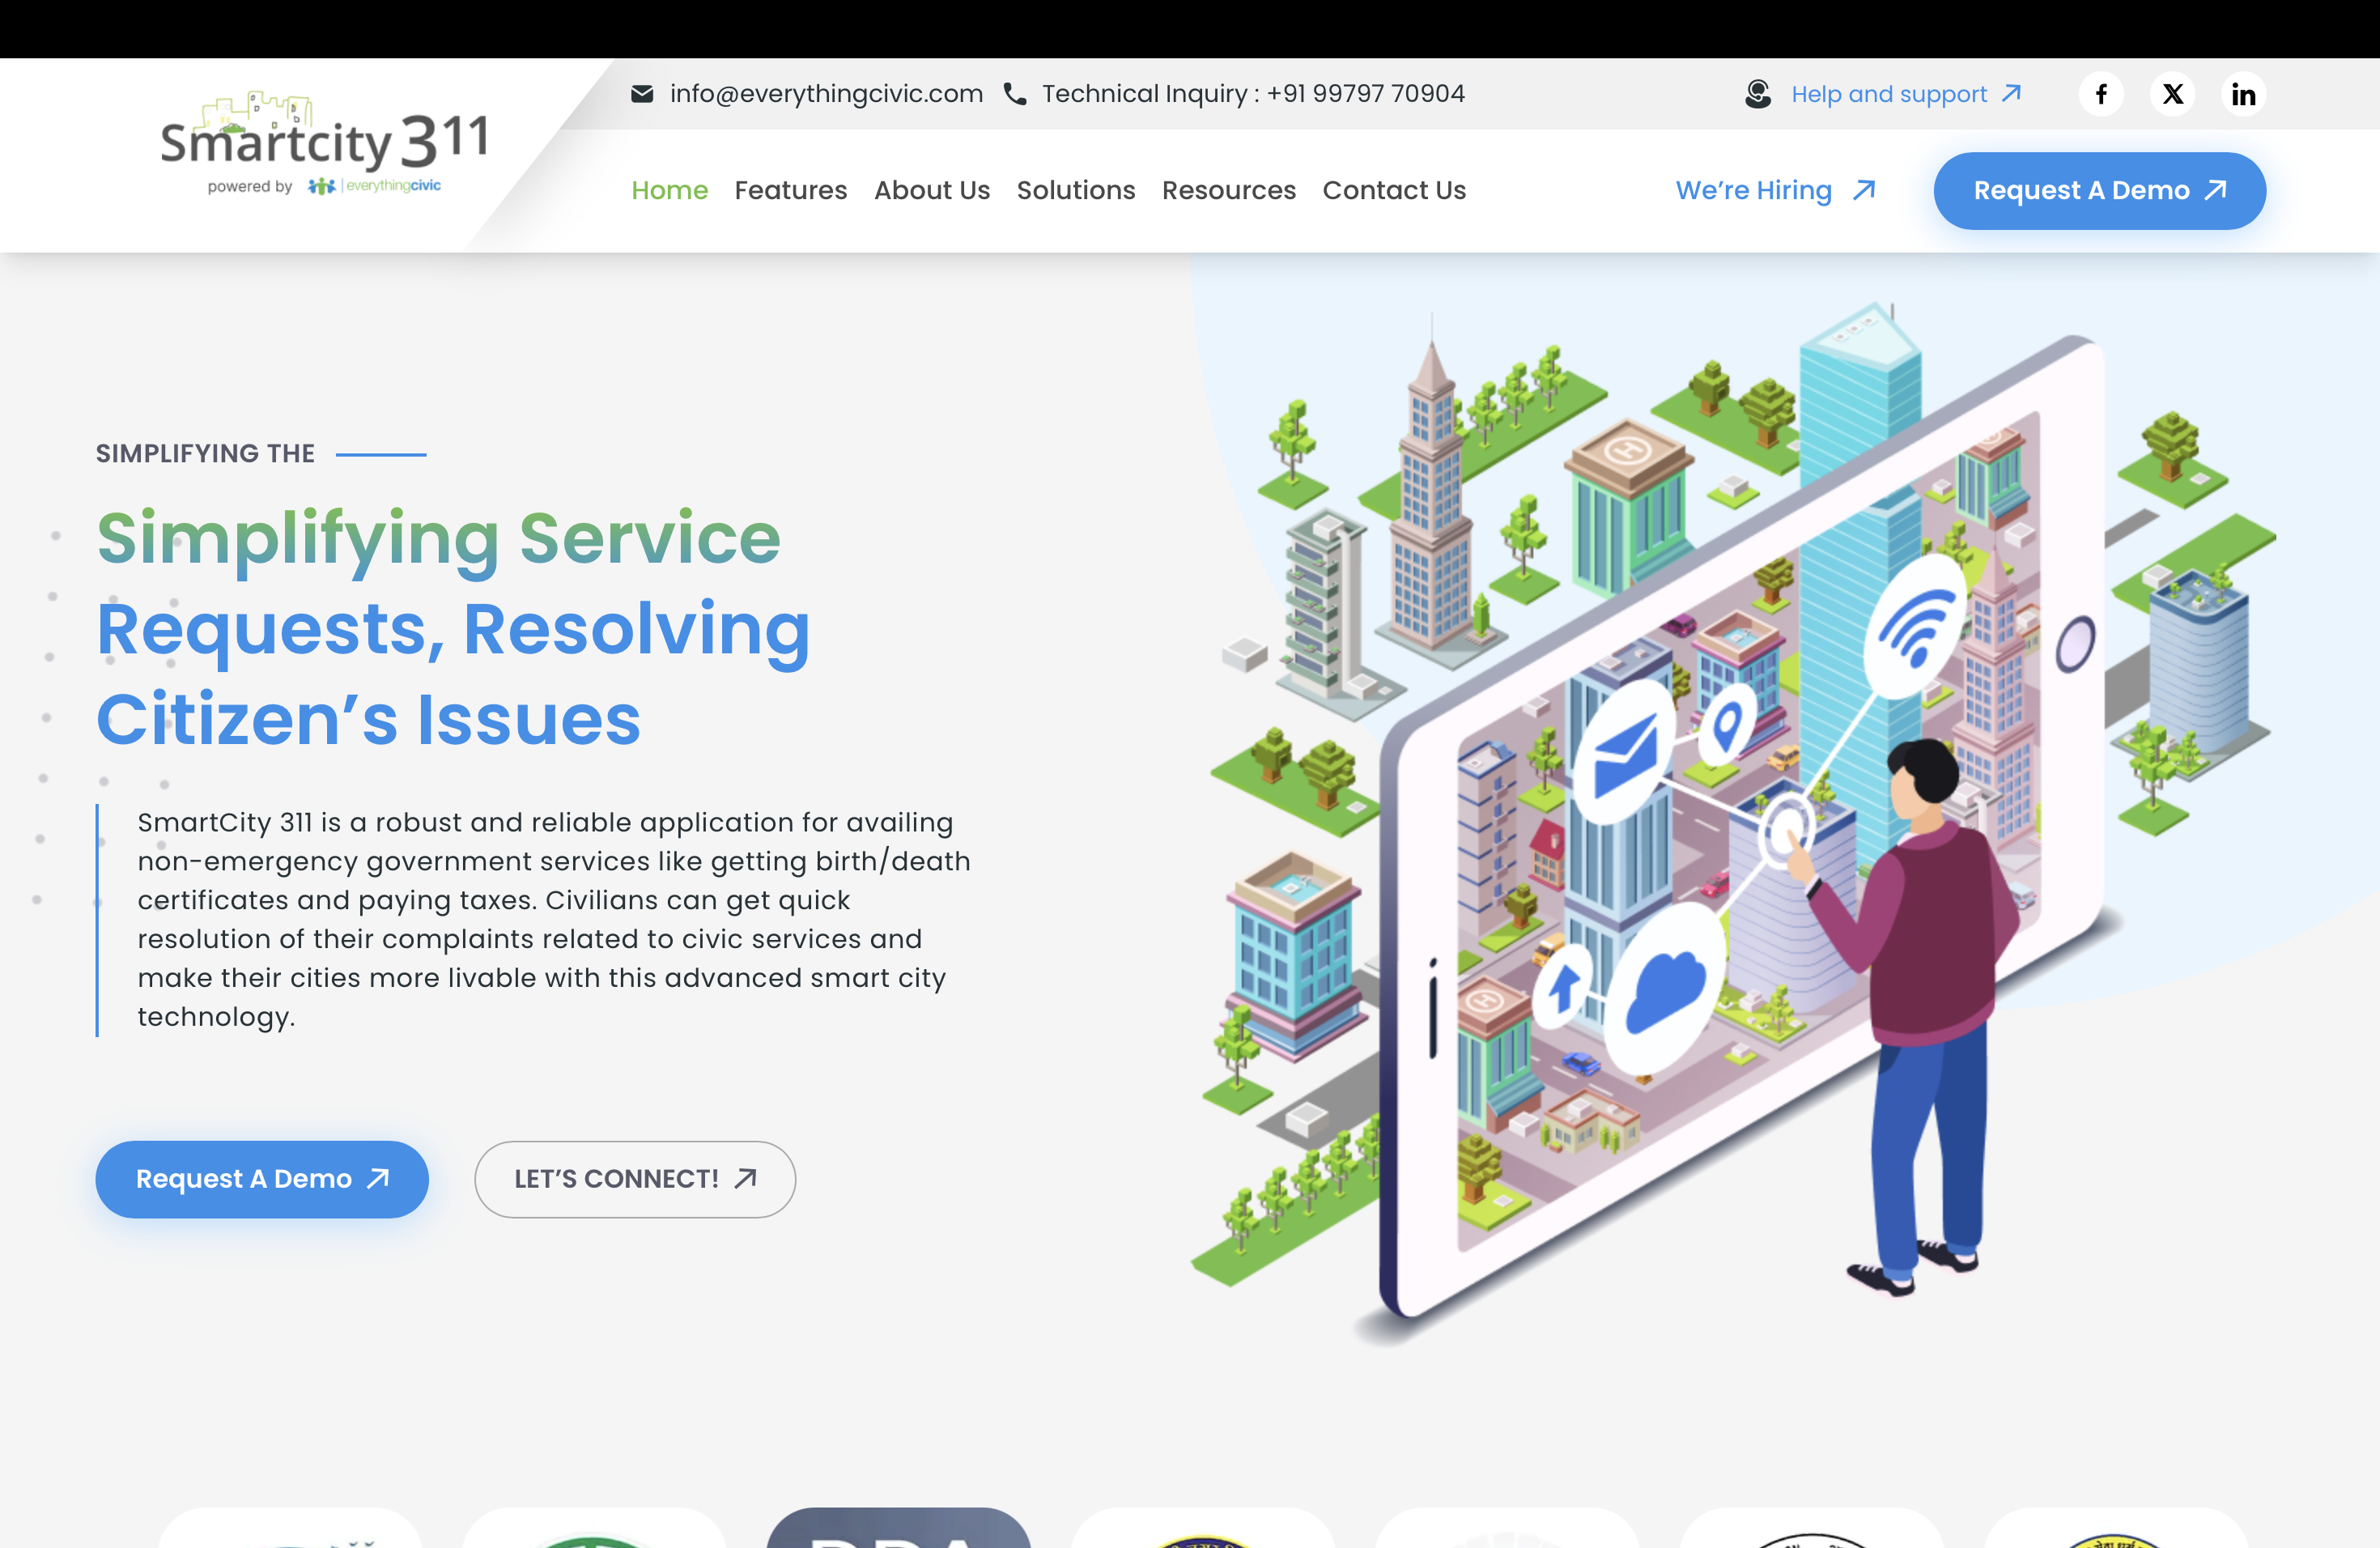 Smartcity 311
powered by everythingcivic
info@everythingcivic.com Technical Inquiry : +91 99797 70904 Help and support
Home Features About Us Solutions Resources Contact Us We’re Hiring Request A Demo
SIMPLIFYING THE
Simplifying Service
Requests, Resolving
Citizen’s Issues
SmartCity 311 is a robust and reliable application for availing
non-emergency government services like getting birth/death
certificates and paying taxes. Civilians can get quick
resolution of their complaints related to civic services and
make their cities more livable with this advanced smart city
technology.
Request A Demo LET’S CONNECT!